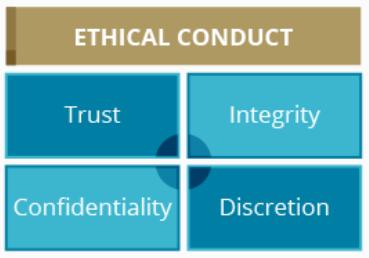 ETHICAL CONDUCT
Trust
Integrity
Confidentiality
Discretion